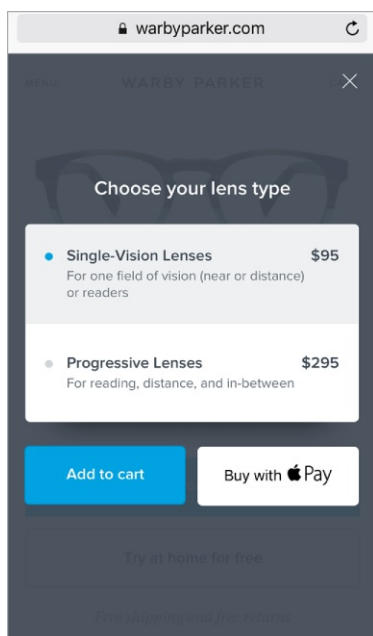 warbyparker.com
MENU WARBY PARKER
Choose your lens type
Single-Vision Lenses $95
For one field of vision (near or distance)
or readers
Progressive Lenses $295
For reading, distance, and in-between
Add to cart Buy with Pay
Try at home for free
Free shipping and free returns